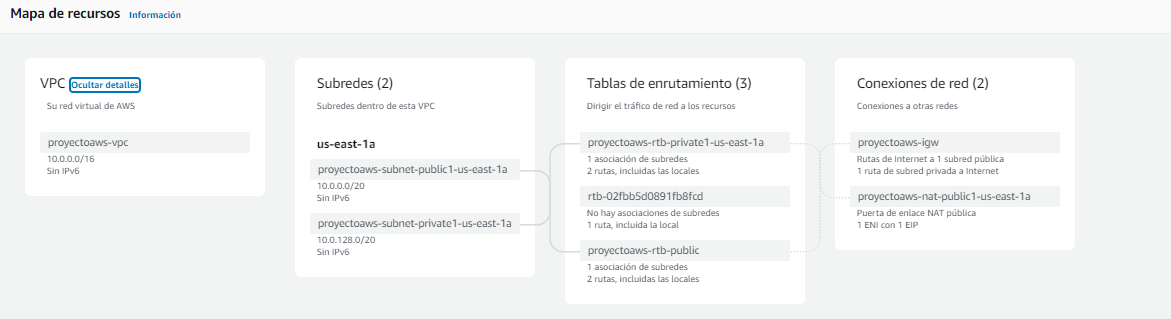 Mapa de recursos Información
VPC Ocultar detalles
Su red virtual de AWS
proyectoaws-vpc
10.0.0.0/16
Sin IPv6
Subredes (2)
Subredes dentro de esta VPC
us-east-1a
proyectoaws-subnet-public1-us-east-1a
10.0.0.0/20
Sin IPv6
proyectoaws-subnet-private1-us-east-1a
10.0.128.0/20
Sin IPv6
Tablas de enrutamiento (3)
Dirigir el tráfico de red a los recursos
proyectoaws-rtb-private1-us-east-1a
1 asociación de subredes
2 rutas, incluidas las locales
rtb-02fbb5d0891fb8fcd
No hay asociaciones de subredes
1 ruta, incluida la local
proyectoaws-rtb-public
1 asociación de subredes
2 rutas, incluidas las locales
Conexiones de red (2)
Conexiones a otras redes
proyectoaws-igw
Rutas de Internet a 1 subred pública
1 ruta de subred privada a Internet
proyectoaws-nat-public1-us-east-1a
Puerta de enlace NAT pública
1 ENI con 1 EIP